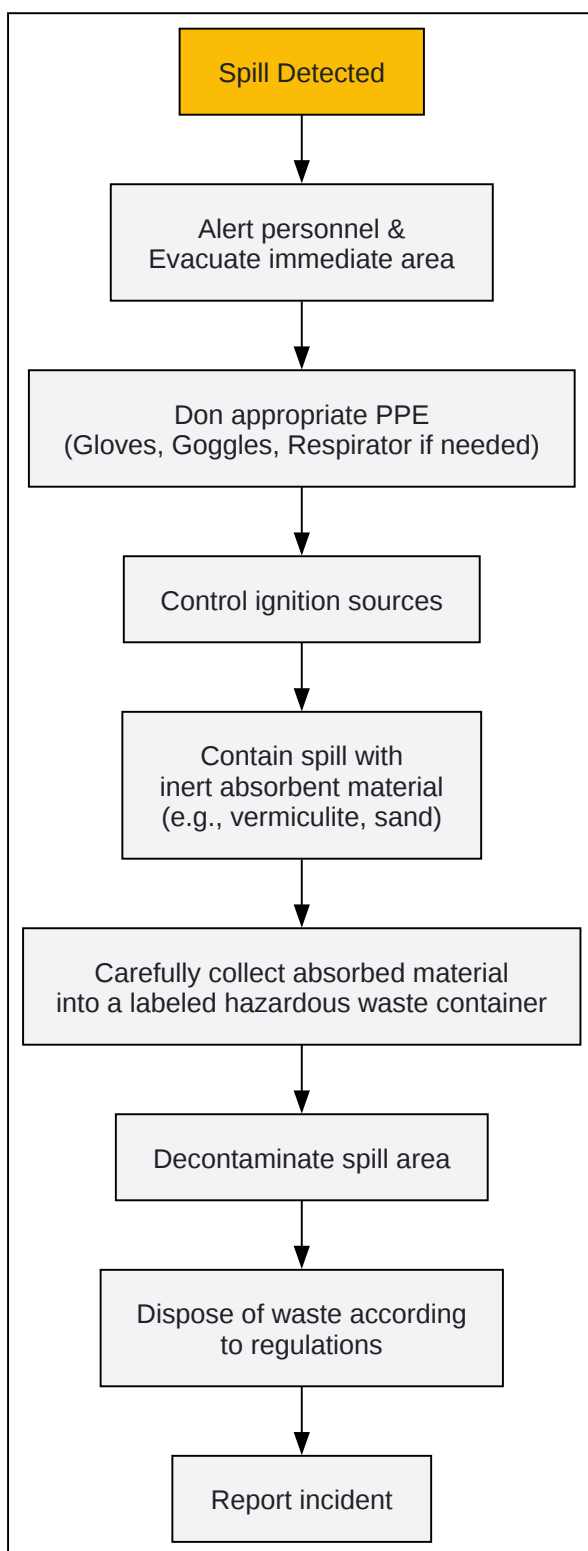 Spill Detected
Alert personnel &
Evacuate immediate area
Don appropriate PPE
(Gloves, Goggles, Respirator if needed)
Control ignition sources
Contain spill with
inert absorbent material
(e.g., vermiculite, sand)
Carefully collect absorbed material
into a labeled hazardous waste container
Decontaminate spill area
Dispose of waste according
to regulations
Report incident